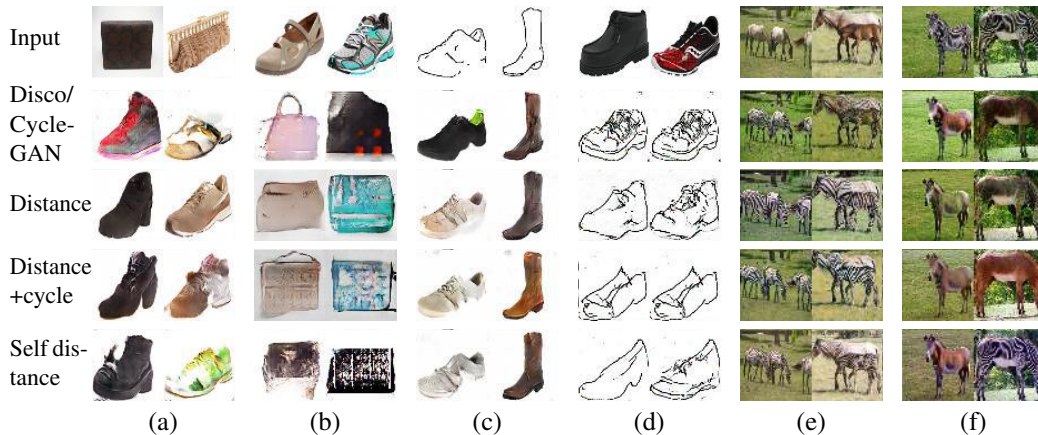 Input
Disco/
Cycle-
GAN
Distance
Distance
+cycle
Self dis-
tance
(a) (b) (c) (d) (e) (f)